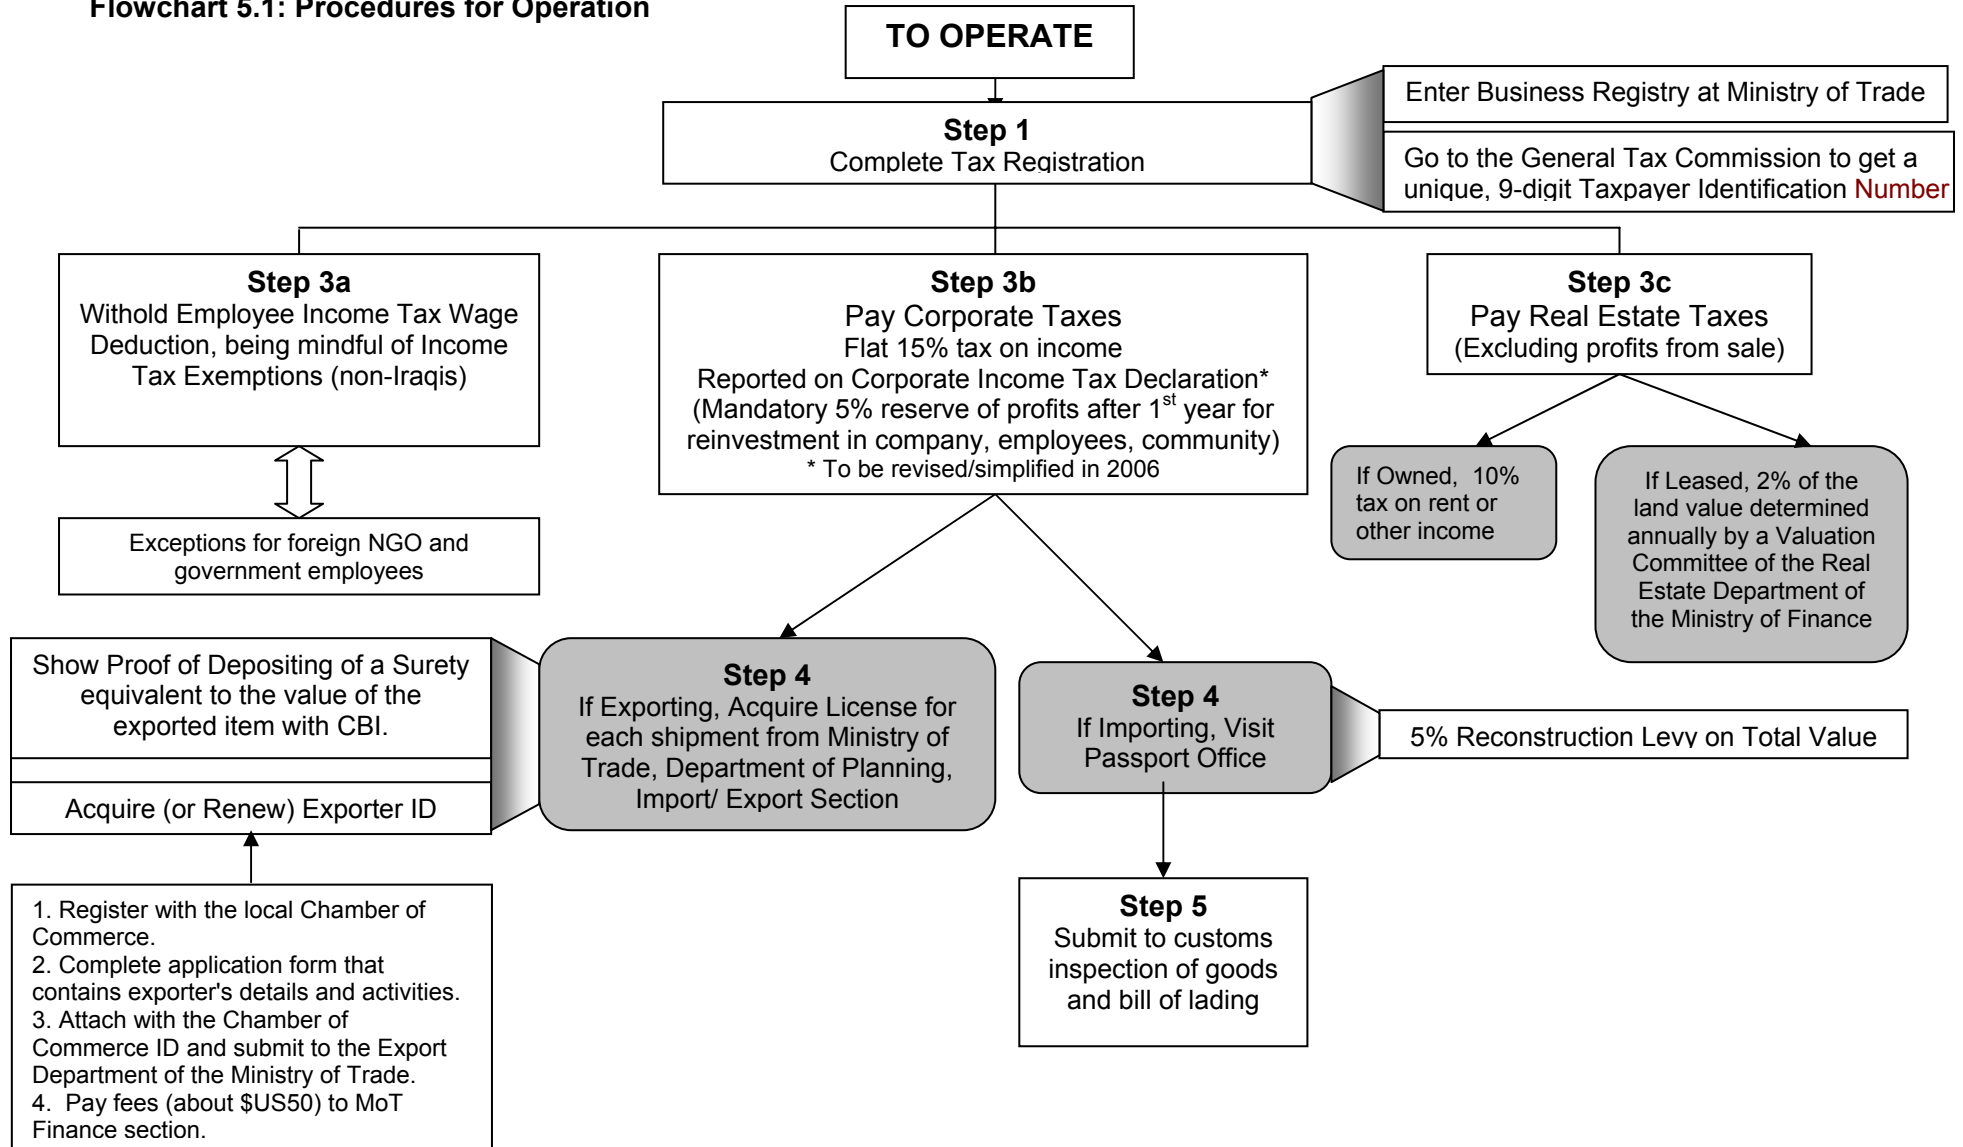 Flowchart 5.1: Procedures for Operation
TO OPERATE
Step 1
Complete Tax Registration
Enter Business Registry at Ministry of Trade
Go to the General Tax Commission to get a
unique, 9-digit Taxpayer Identification Number
Step 3a
Withold Employee Income Tax Wage
Deduction, being mindful of Income
Tax Exemptions (non-Iraqis)
Exceptions for foreign NGO and
government employees
Step 3b
Pay Corporate Taxes
Flat 15% tax on income
Reported on Corporate Income Tax Declaration*
(Mandatory 5% reserve of profits after 1st year for
reinvestment in company, employees, community)
* To be revised/simplified in 2006
Step 3c
Pay Real Estate Taxes
(Excluding profits from sale)
If Owned, 10%
tax on rent or
other income
If Leased, 2% of the
land value determined
annually by a Valuation
Committee of the Real
Estate Department of
the Ministry of Finance
Show Proof of Depositing of a Surety
equivalent to the value of the
exported item with CBI.
Acquire (or Renew) Exporter ID
Step 4
If Exporting, Acquire License for
each shipment from Ministry of
Trade, Department of Planning,
Import/ Export Section
Step 4
If Importing, Visit
Passport Office
5% Reconstruction Levy on Total Value
Step 5
Submit to customs
inspection of goods
and bill of lading
1. Register with the local Chamber of
Commerce.
2. Complete application form that
contains exporter's details and activities.
3. Attach with the Chamber of
Commerce ID and submit to the Export
Department of the Ministry of Trade.
4. Pay fees (about $US50) to MoT
Finance section.